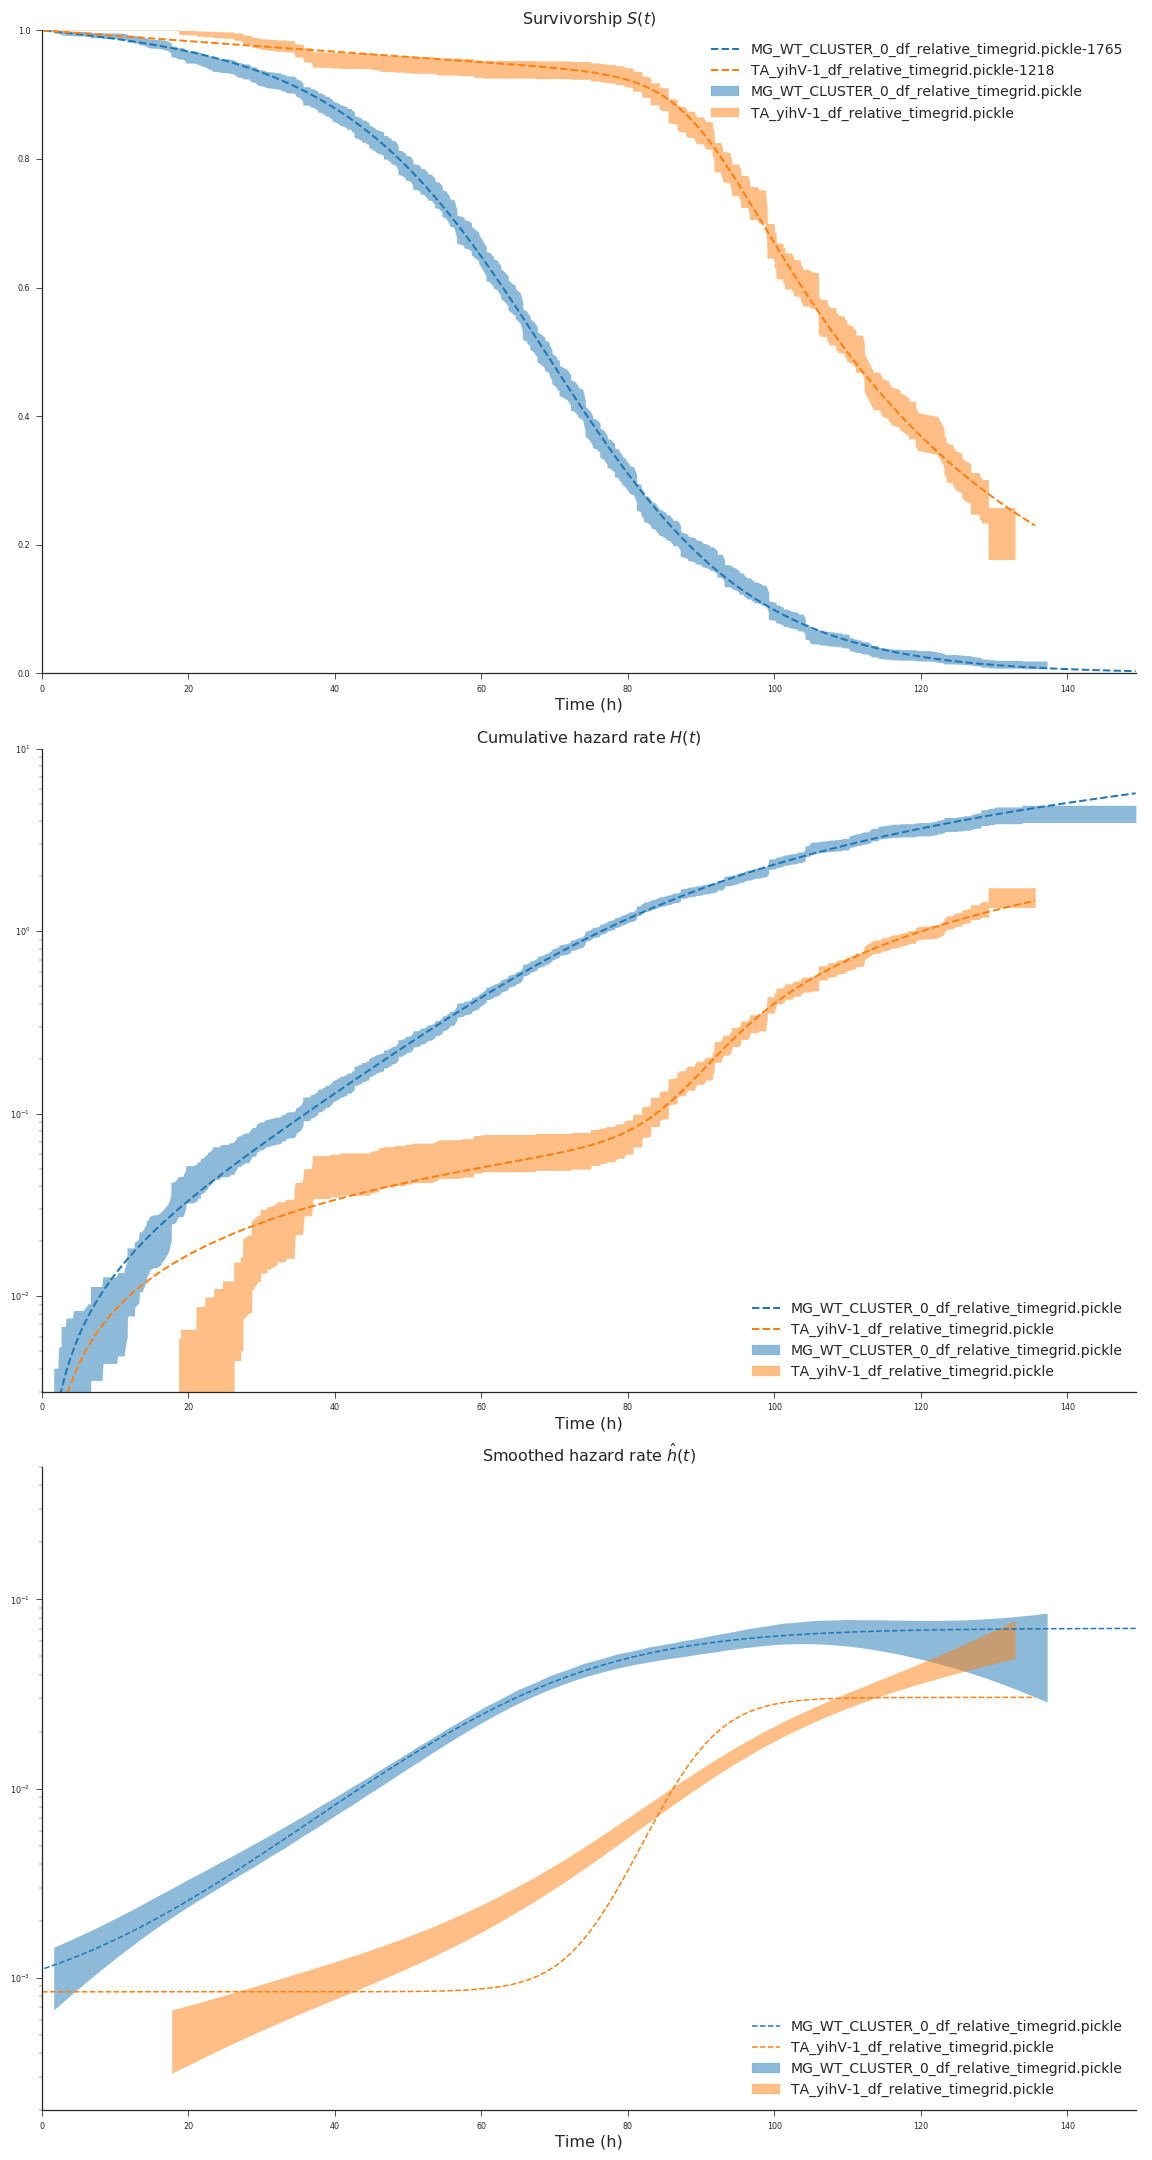 Survivorship S(t)
1.0
0.8
0.6
0.4
0.2
0.0
MG_WT_CLUSTER_0_df_relative_timegrid.pickle-1765
TA_yihV-1_df_relative_timegrid.pickle-1218
MG_WT_CLUSTER_0_df_relative_timegrid.pickle
TA_yihV-1_df_relative_timegrid.pickle
0 20 40 60 80 100 120 140
Time (h)
Cumulative hazard rate H(t)
10¹
10⁰
10⁻¹
10⁻²
MG_WT_CLUSTER_0_df_relative_timegrid.pickle
TA_yihV-1_df_relative_timegrid.pickle
MG_WT_CLUSTER_0_df_relative_timegrid.pickle
TA_yihV-1_df_relative_timegrid.pickle
0 20 40 60 80 100 120 140
Time (h)
Smoothed hazard rate ĥ(t)
10⁻¹
10⁻²
10⁻³
MG_WT_CLUSTER_0_df_relative_timegrid.pickle
TA_yihV-1_df_relative_timegrid.pickle
MG_WT_CLUSTER_0_df_relative_timegrid.pickle
TA_yihV-1_df_relative_timegrid.pickle
0 20 40 60 80 100 120 140
Time (h)